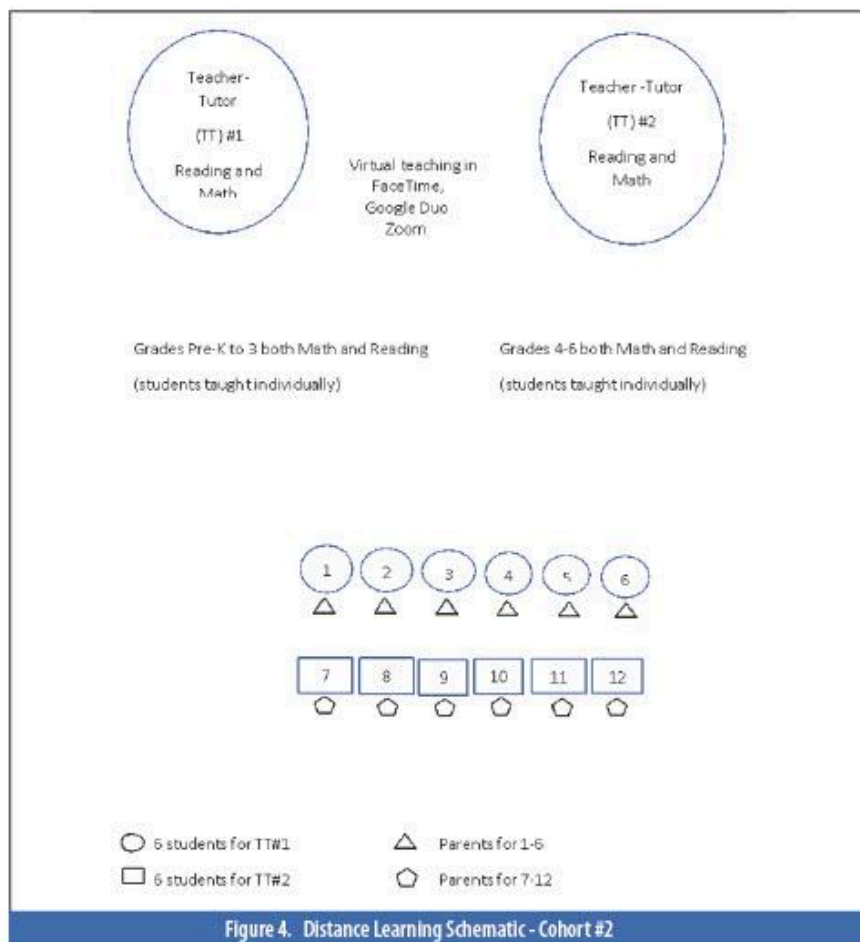 Teacher-
Tutor
(TT) #1
Reading and
Math
Virtual teaching in
FaceTime,
Google Duo
Zoom
Teacher -Tutor
(TT) #2
Reading and
Math
Grades Pre-K to 3 both Math and Reading
(students taught individually)
Grades 4-6 both Math and Reading
(students taught individually)
1 2 3 4 5 6
7 8 9 10 11 12
6 students for TT#1
Parents for 1-6
6 students for TT#2
Parents for 7-12
Figure 4. Distance Learning Schematic - Cohort #2